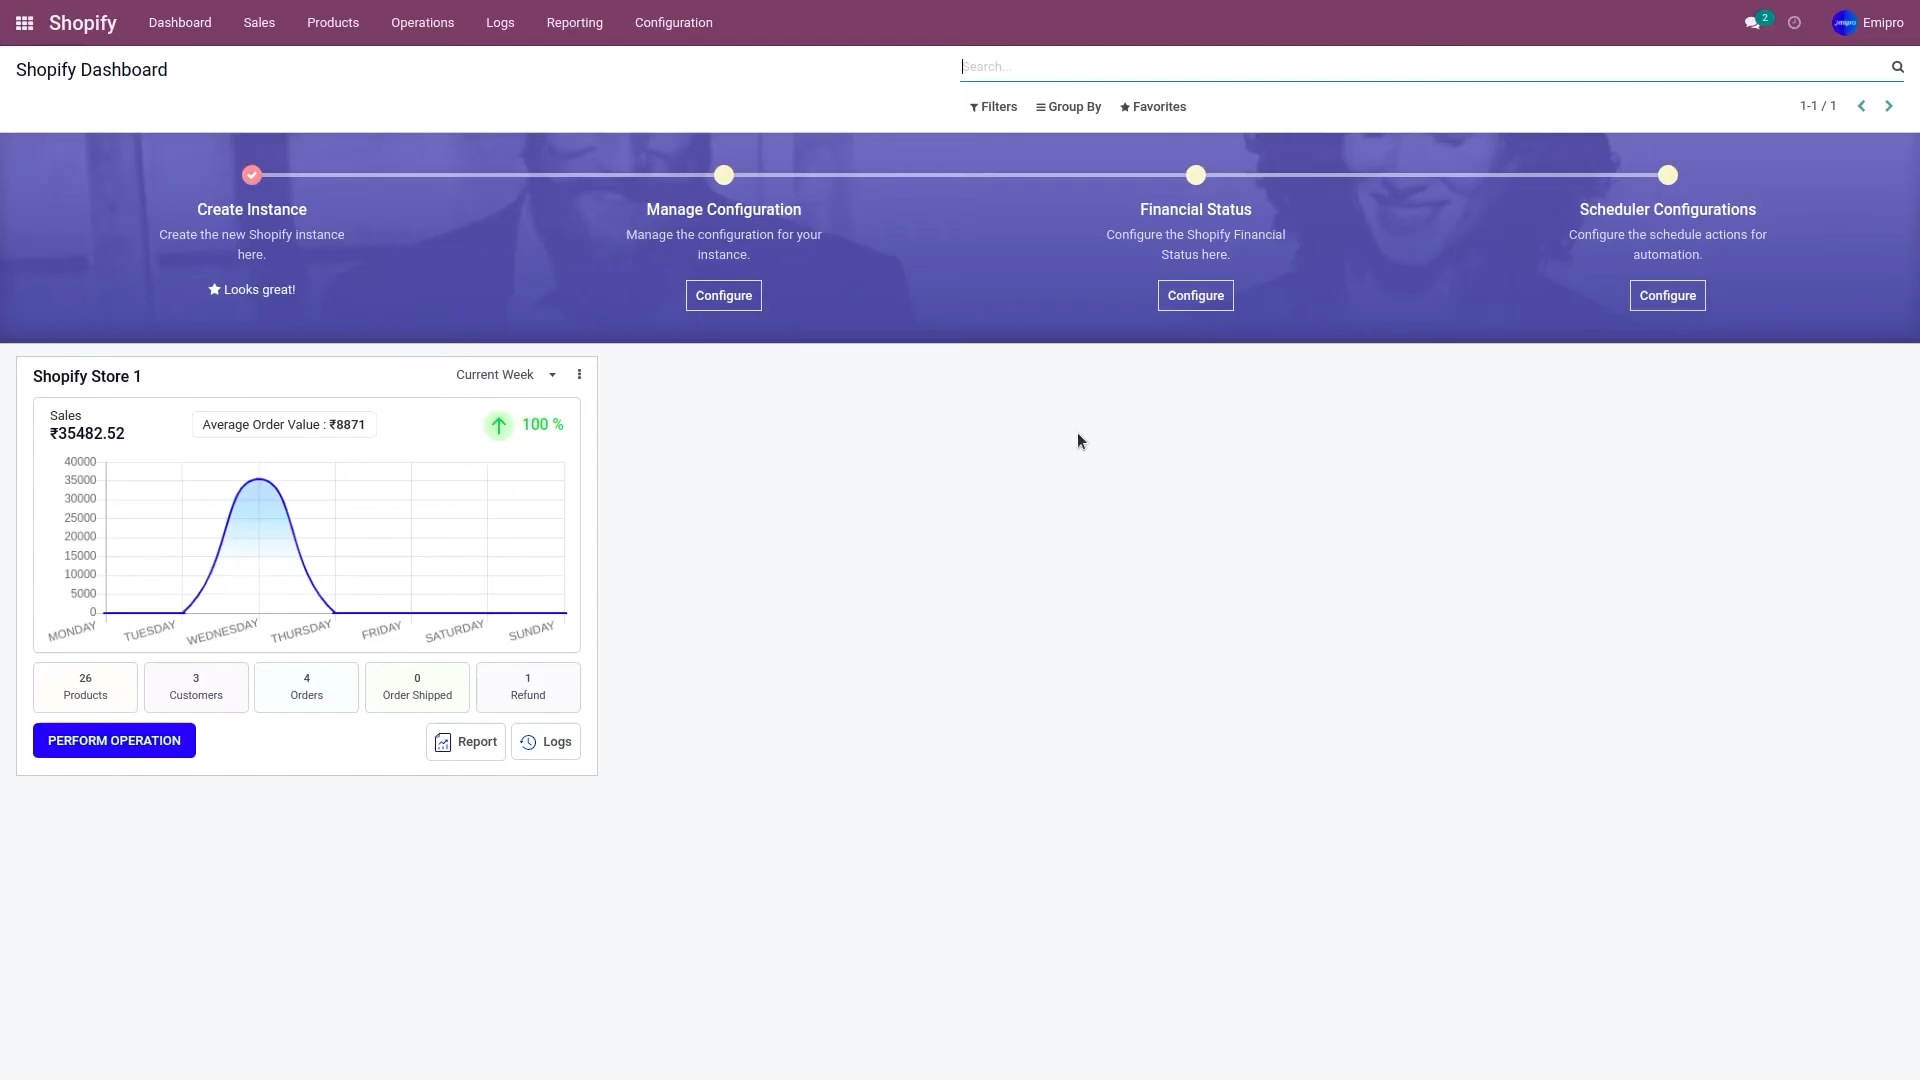 Shopify Dashboard Sales Products Operations Logs Reporting Configuration 2 Emipro
Shopify Dashboard
Search...
Filters Group By Favorites 1-1 / 1
Create Instance
Create the new Shopify instance
here.
Looks great!
Manage Configuration
Manage the configuration for your
instance.
Configure
Financial Status
Configure the Shopify Financial
Status here.
Configure
Scheduler Configurations
Configure the schedule actions for
automation.
Configure
Shopify Store 1 Current Week
Sales
₹35482.52
Average Order Value : ₹8871
100 %
40000
35000
30000
25000
20000
15000
10000
5000
0
MONDAY TUESDAY WEDNESDAY THURSDAY FRIDAY SATURDAY SUNDAY
26 3 4 0 1
Products Customers Orders Order Shipped Refund
PERFORM OPERATION Report Logs